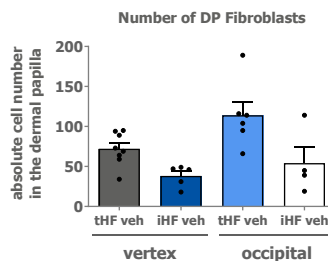 Number of DP Fibroblasts
absolute cell number
in the dermal papilla
200
150
100
50
0
tHF veh iHF veh tHF veh iHF veh
vertex occipital